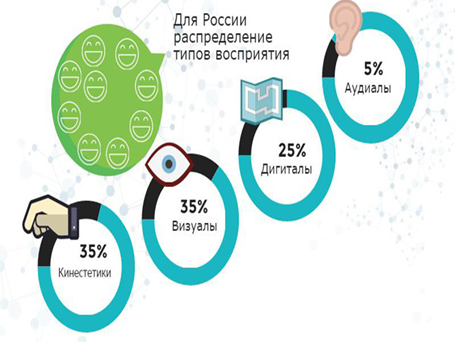 Для России
распределение
типов восприятия
5%
Аудиалы
25%
Дигиталы
35%
Визуалы
35%
Кинестетики